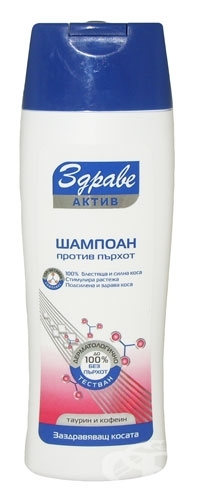 Здраве
АКТИВ
ШАМПОАН
против пърхот
100% блестяща и силна коса
Стимулира растежа
Подсилена и здрава коса
ДЕРМАТОЛОГИЧНО
ДО
100%
БЕЗ
ПЪРХОТ
ТЕСТВАН
таурин и кофеин
Заздравяващ косата